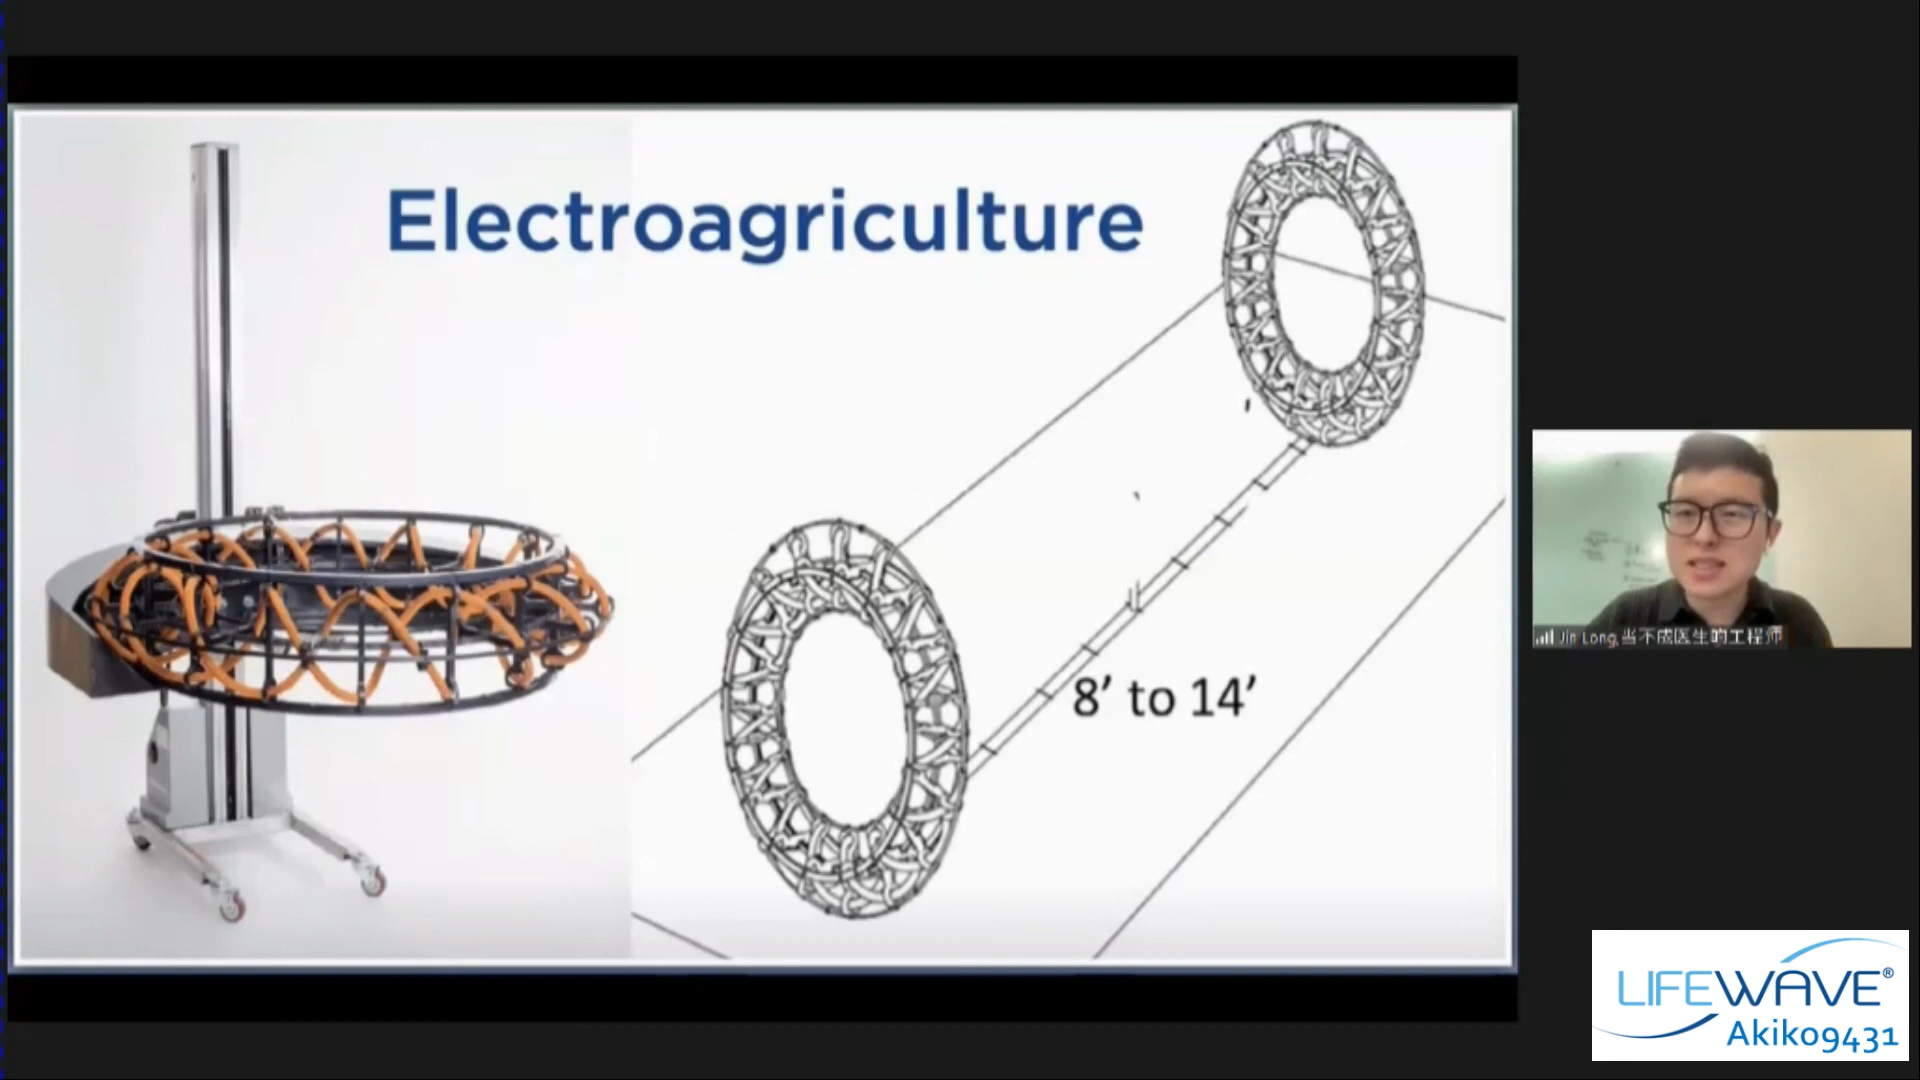 Electroagriculture
8’ to 14’
Jin Long,当不成医生的工程师
LIFEWAVE®
Akiko9431